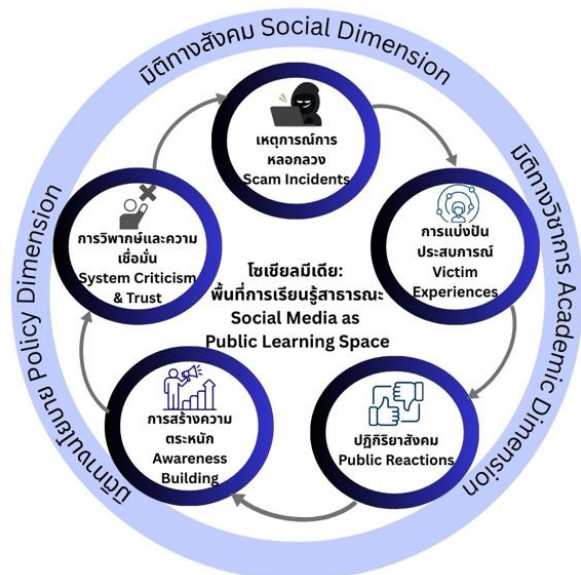 มิติทางสังคม Social Dimension
เหตุการณ์การ
หลอกลวง
Scam Incidents
มิติทางวิชาการ Academic Dimension
การแบ่งปัน
ประสบการณ์
Victim
Experiences
ปฏิกิริยาสังคม
Public Reactions
การสร้างความ
ตระหนัก
Awareness
Building
มิติทางนโยบาย Policy Dimension
การวิพากษ์และความ
เชื่อมั่น
System Criticism
& Trust
โซเชียลมีเดีย:
พื้นที่การเรียนรู้สาธารณะ
Social Media as
Public Learning Space